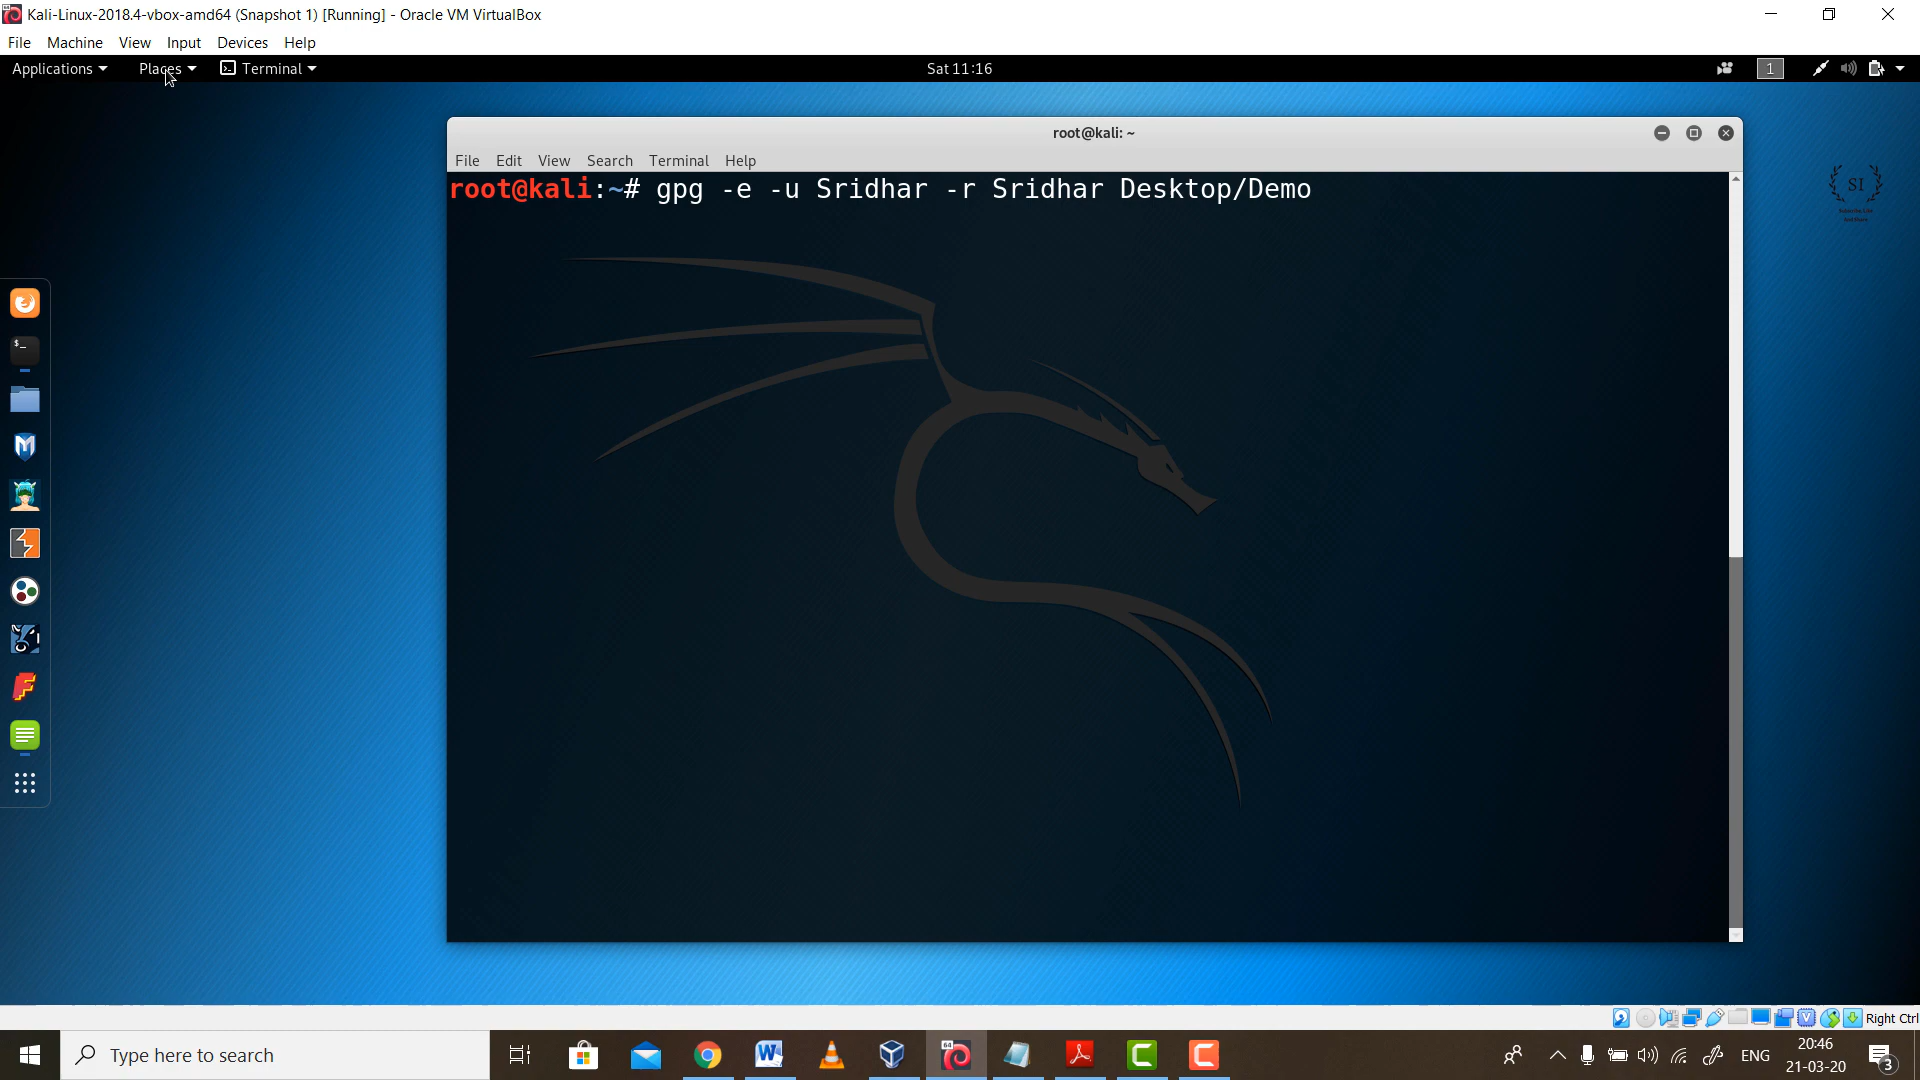 Kali-Linux-2018.4-vbox-amd64 (Snapshot 1) [Running] - Oracle VM VirtualBox
File Machine View Input Devices Help
Applications Places Terminal Sat 11:16 1
root@kali: ~
File Edit View Search Terminal Help
root@kali:~# gpg -e -u Sridhar -r Sridhar Desktop/Demo
SI
Right Ctrl
Type here to search
ENG
20:46
21-03-20
3